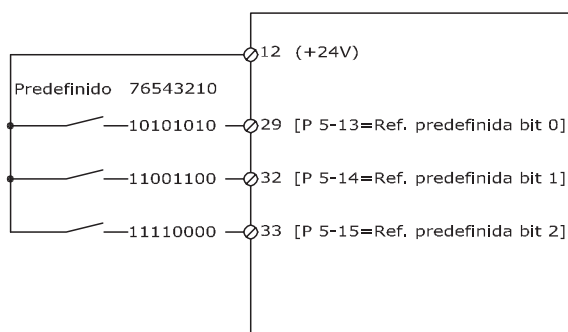 12 (+24V)
Predefinido 76543210
10101010 29 [P 5-13=Ref. predefinida bit 0]
11001100 32 [P 5-14=Ref. predefinida bit 1]
11110000 33 [P 5-15=Ref. predefinida bit 2]